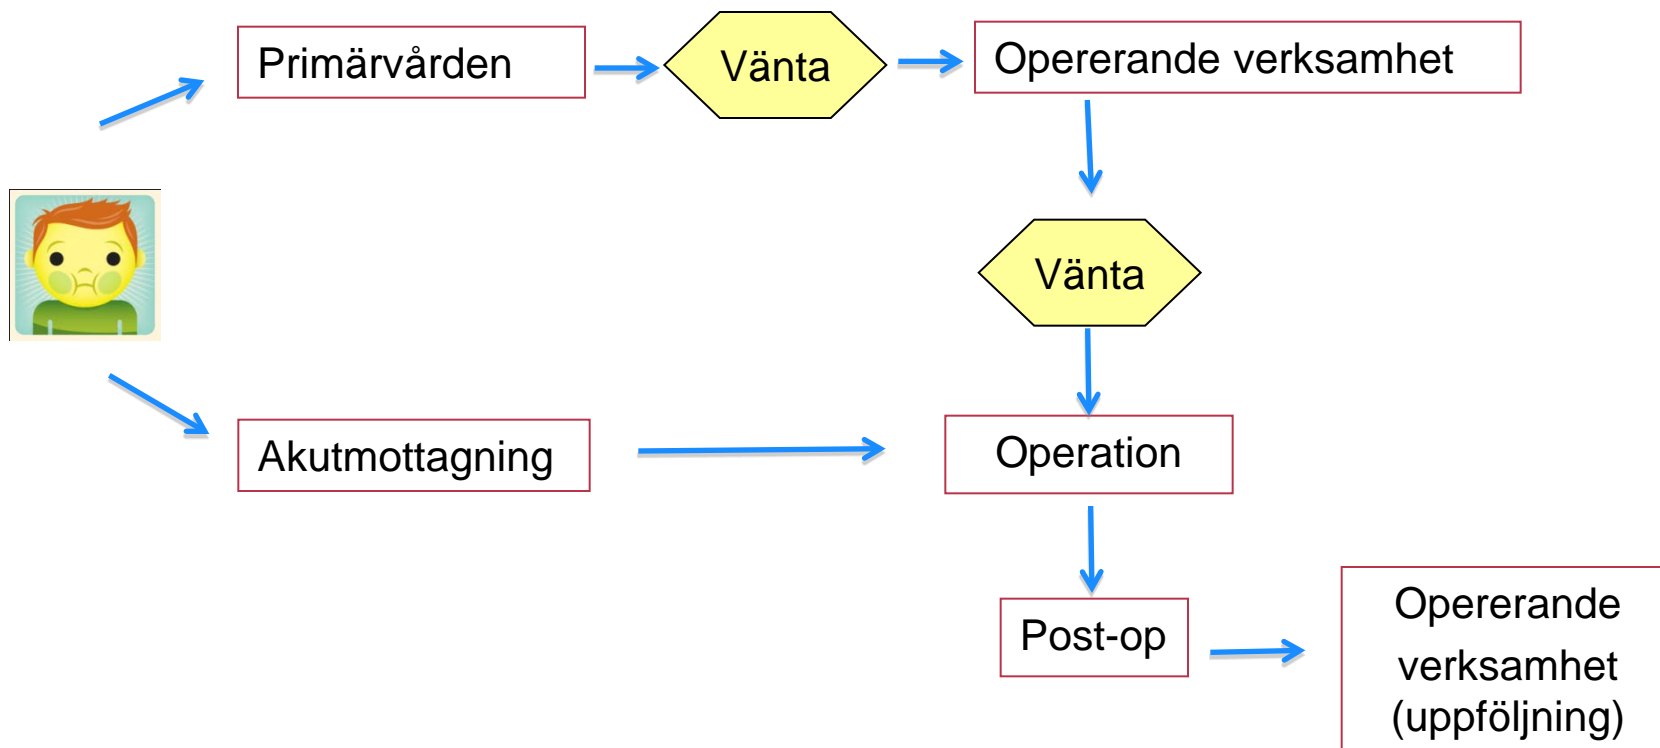 Primärvården
Vänta
Opererande verksamhet
Vänta
Akutmottagning
Operation
Post-op
Opererande
verksamhet
(uppföljning)